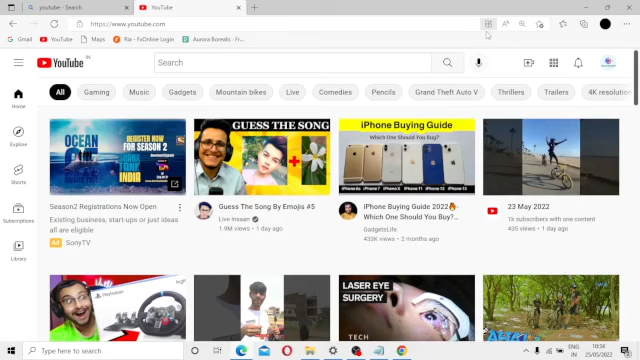 youtube - Search
YouTube
https://www.youtube.com
Gmail
YouTube
Maps
Ria - FxOnline Login
Aurora Borealis - Go...
YouTube
IN
Search
All
Gaming
Music
Gadgets
Mountain bikes
Live
Comedies
Pencils
Grand Theft Auto V
Thrillers
Trailers
4K resolution
Home
Explore
Shorts
Subscriptions
Library
OCEAN
REGISTER NOW
FOR SEASON 2
INDIA
Season2 Registrations Now Open
Existing business, start-ups or just ideas
all are eligible
Ad
SonyTV
GUESS THE SONG
Guess The Song By Emojis #5
Live Insaan
1.9M views • 1 day ago
iPhone Buying Guide
Which One Should You Buy?
iPhone Buying Guide 2022🔥-
Which One Should You Buy?...
GadgetsLife
433K views • 2 months ago
23 May 2022
1k subscribers with one content
435 views • 1 day ago
PlayStation
LASER EYE
SURGERY
TECH
Type here to search
ENG
IN
10:34
25/05/2022